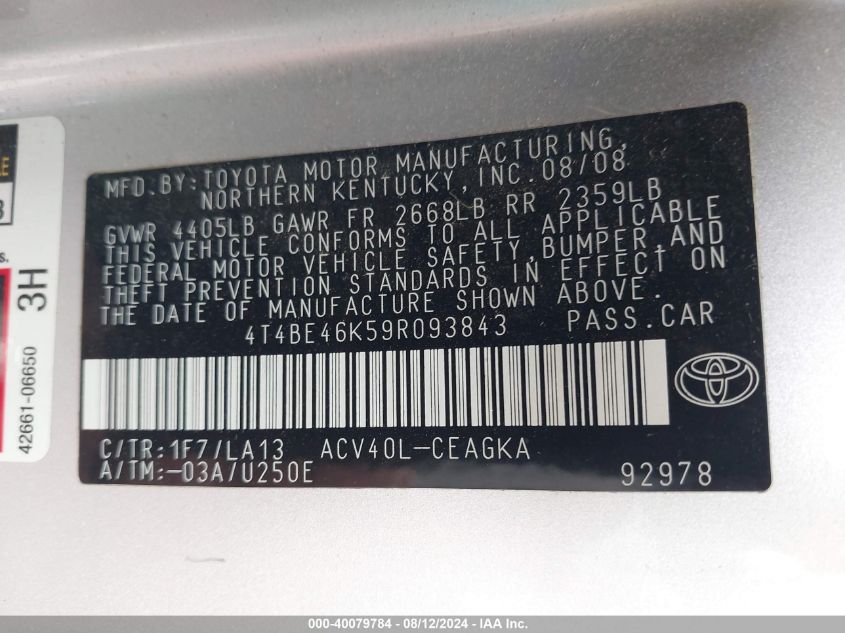 MFD.BY:TOYOTA MOTOR MANUFACTURING,
NORTHERN KENTUCKY, INC.08/08
GVWR 4405LB GAWR FR 2668LB RR 2359LB
THIS VEHICLE CONFORMS TO ALL APPLICABLE
FEDERAL MOTOR VEHICLE SAFETY,BUMPER,AND
THEFT PREVENTION STANDARDS IN EFFECT ON
THE DATE OF MANUFACTURE SHOWN ABOVE.
4T4BE46K59R093843 PASS.CAR
C/TR:1F7/LA13 ACV40L-CEAGKA
A/TM:-03A/U250E 92978
3H
42661-06650
000-40079784 - 08/12/2024 - IAA Inc.